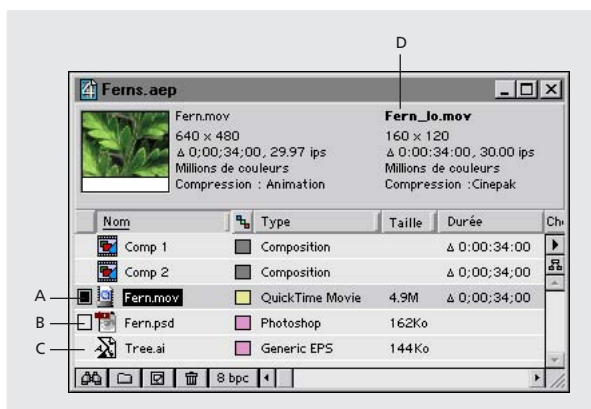 D
Ferns.aep
Fern.mov
640 x 480
Δ 0;00;34;00, 29.97 ips
Millions de couleurs
Compression : Animation
Fern_lo.mov
160 x 120
Δ 0:00:34:00, 30.00 ips
Millions de couleurs
Compression :Cinepak
Nom Type Taille Durée
Comp 1 Composition Δ 0:00:34:00
Comp 2 Composition Δ 0;00;34;00
A Fern.mov QuickTime Movie 4.9M Δ 0;00;34;00
B Fern.psd Photoshop 162Ko
C Tree.ai Generic EPS 144Ko
8 bpc